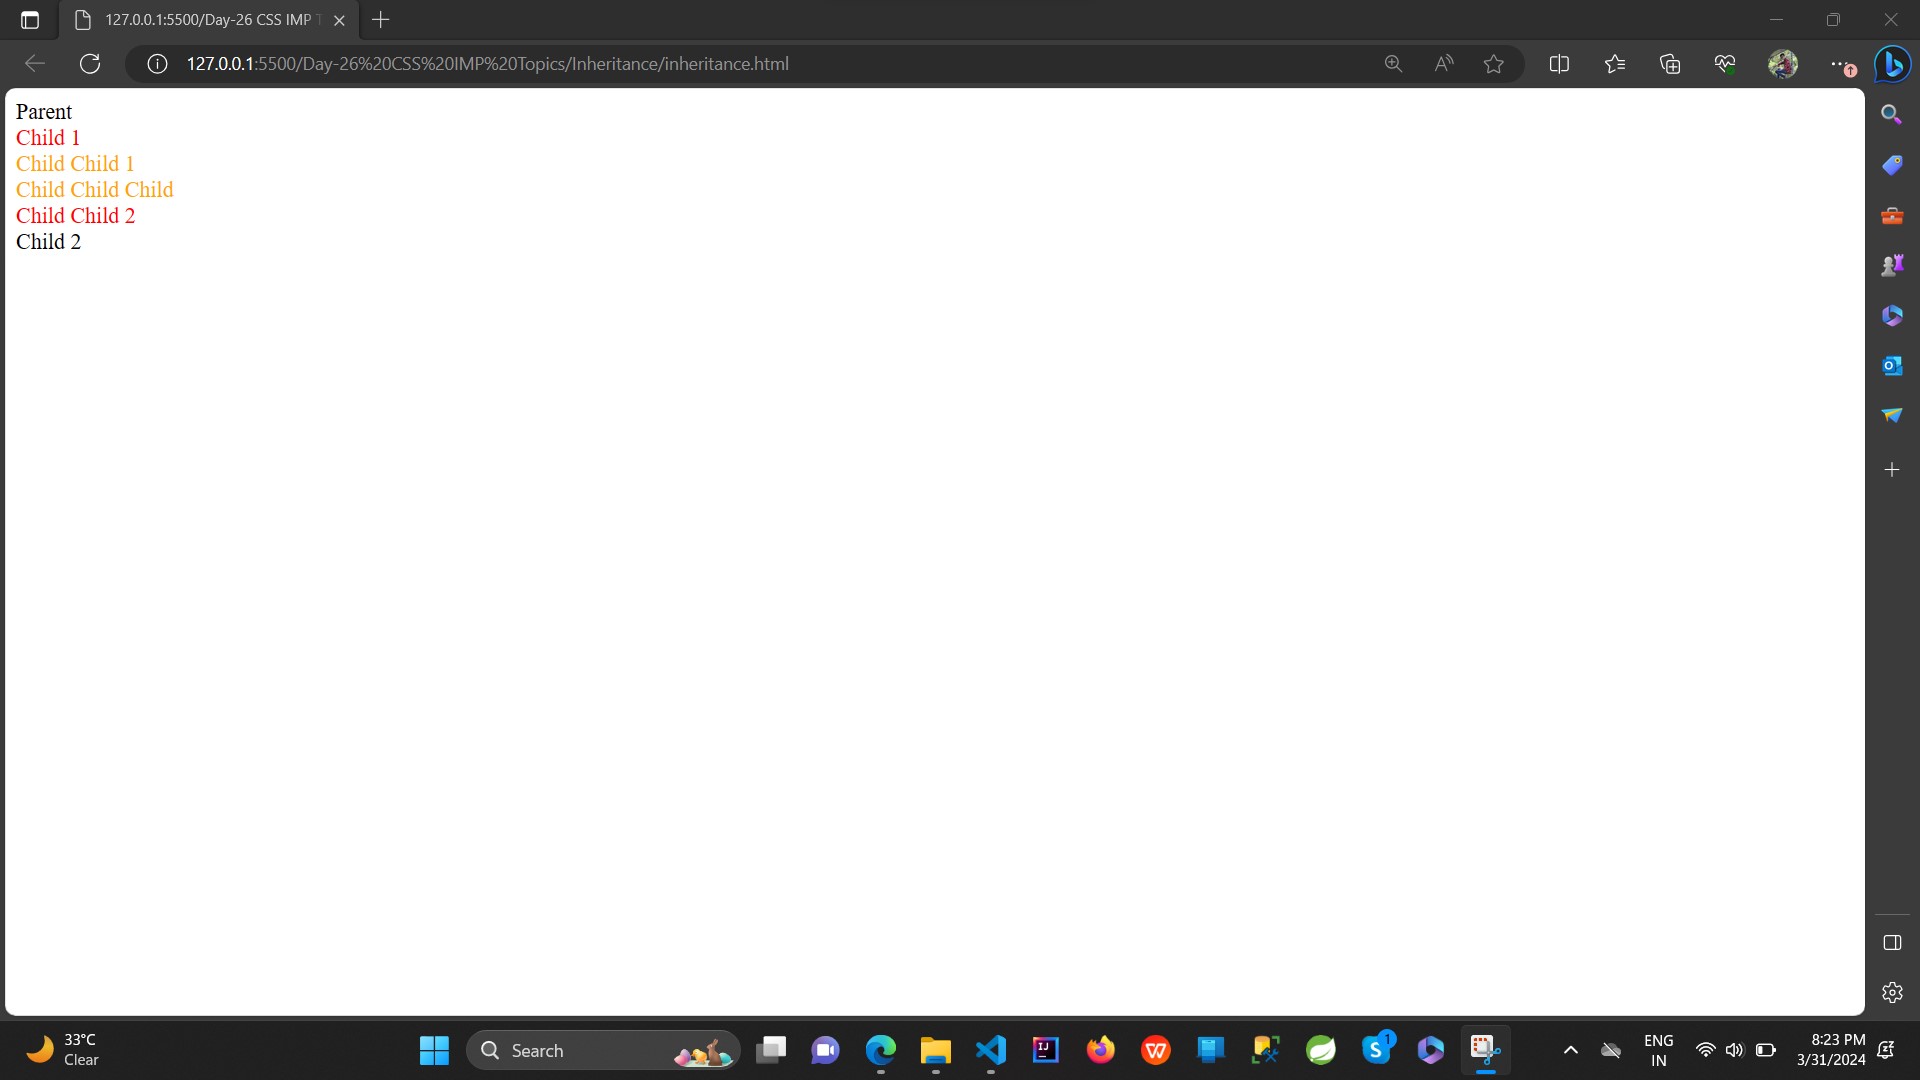 127.0.0.1:5500/Day-26 CSS IMP T
127.0.0.1:5500/Day-26%20CSS%20IMP%20Topics/Inheritance/inheritance.html
Parent
Child 1
Child Child 1
Child Child Child
Child Child 2
Child 2
33°C
Clear
Search
1
ENG
IN
8:23 PM
3/31/2024